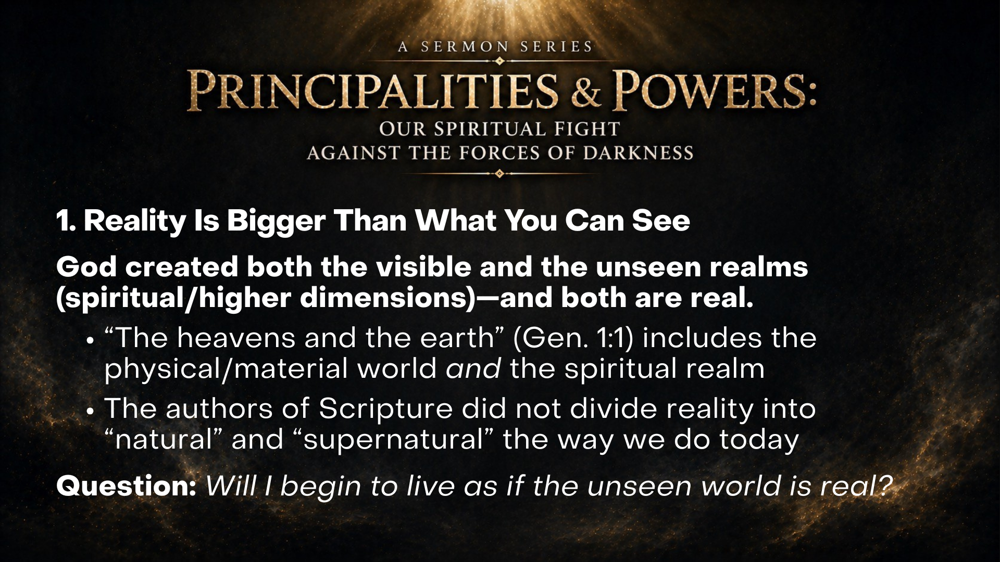 A SERMON SERIES
PRINCIPALITIES & POWERS:
OUR SPIRITUAL FIGHT
AGAINST THE FORCES OF DARKNESS
1. Reality Is Bigger Than What You Can See
God created both the visible and the unseen realms
(spiritual/higher dimensions)—and both are real.
• “The heavens and the earth” (Gen. 1:1) includes the
physical/material world and the spiritual realm
• The authors of Scripture did not divide reality into
“natural” and “supernatural” the way we do today
Question: Will I begin to live as if the unseen world is real?